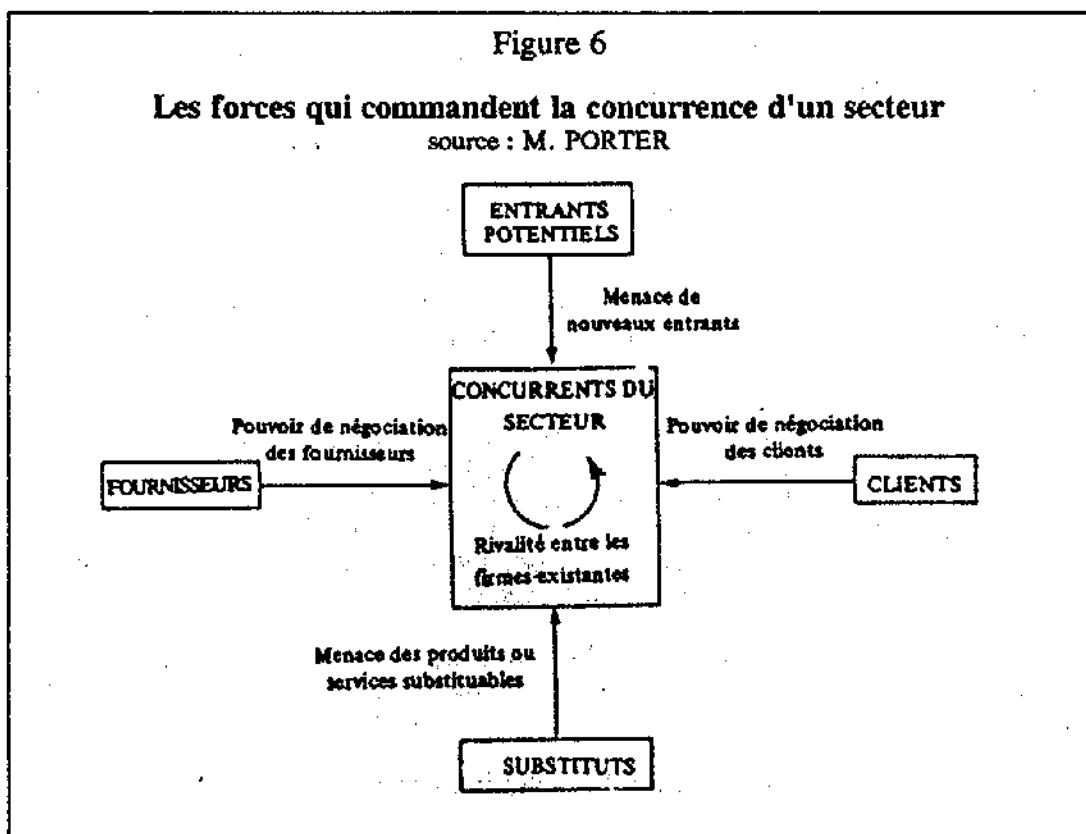 Figure 6
Les forces qui commandent la concurrence d'un secteur
source : M. PORTER
ENTRANTS
POTENTIELS
Menace de
nouveaux entrants
CONCURRENTS DU
SECTEUR
Rivalité entre les
firmes existantes
Pouvoir de négociation
des fournisseurs
FOURNISSEURS
Pouvoir de négociation
des clients
CLIENTS
Menace des produits ou
services substituables
SUBSTITUTS